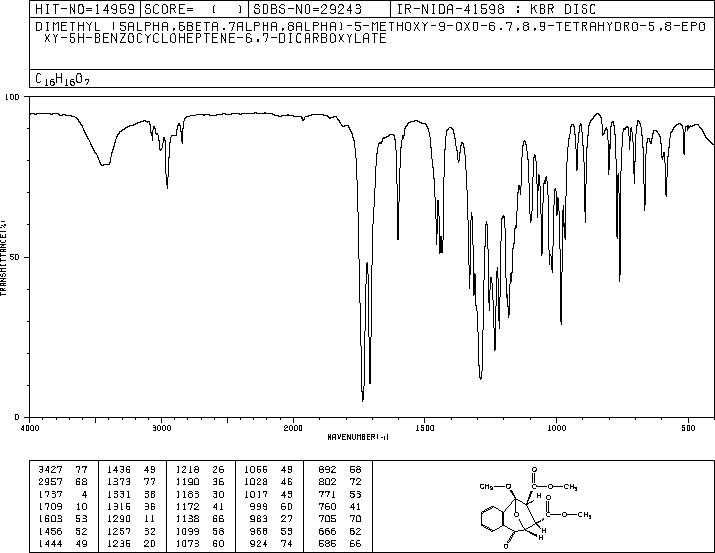 HIT-NO=14959 SCORE= ( ) SDBS-NO=29243 IR-NIDA-41598 : KBR DISC
DIMETHYL (5ALPHA,6BETA,7ALPHA,8ALPHA)-5-METHOXY-9-OXO-6,7,8,9-TETRAHYDRO-5,8-EPO
XY-5H-BENZOCYCLOHEPTENE-6,7-DICARBOXYLATE
C16H16O7
100
50
0
TRANSMITTANCE(%)
4000 3000 2000 1500 1000 500
WAVENUMBER(-1)
3427 77 1436 49 1218 26 1066 49 892 58
2957 68 1373 77 1190 36 1028 46 802 72
1737 4 1331 38 1183 30 1017 43 771 53
1709 10 1316 36 1172 41 999 60 760 41
1603 53 1290 11 1138 66 983 27 705 70
1456 52 1257 32 1099 58 968 53 666 62
1444 49 1235 20 1073 60 924 74 585 66
O
CH3 O C O CH3
H O
O C O CH3
H
O H